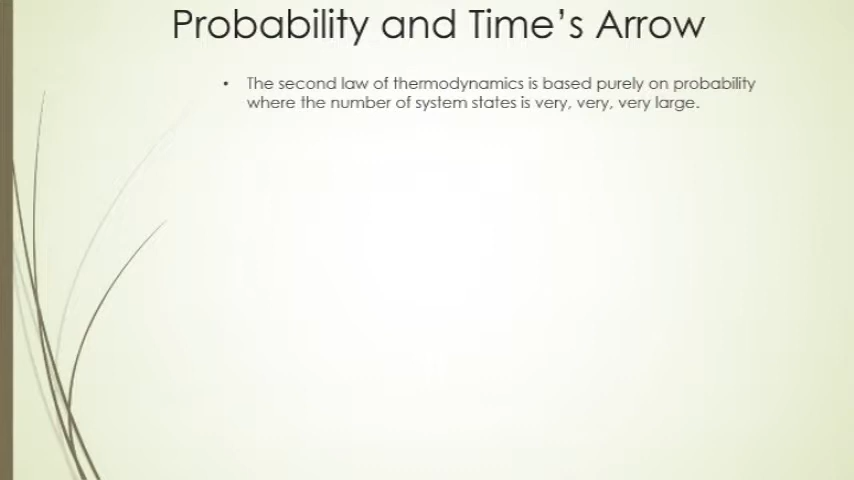 Probability and Time's Arrow
• The second law of thermodynamics is based purely on probability
where the number of system states is very, very, very large.